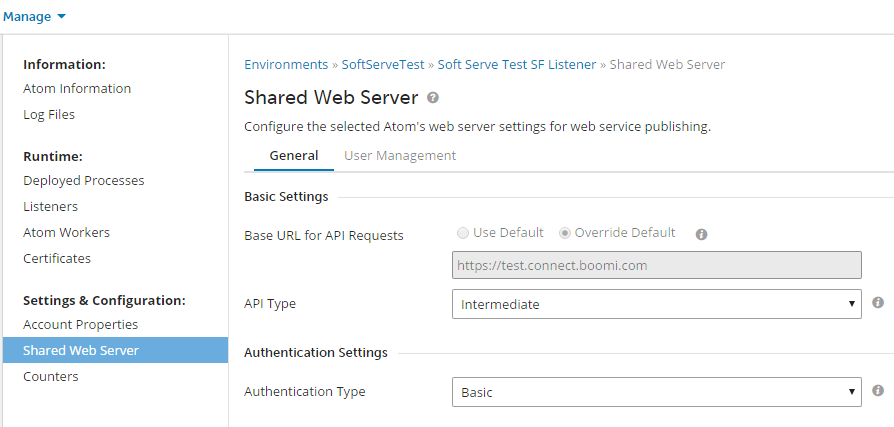 Manage
Information:
Atom Information
Log Files
Runtime:
Deployed Processes
Listeners
Atom Workers
Certificates
Settings & Configuration:
Account Properties
Shared Web Server
Counters
Environments » SoftServeTest » Soft Serve Test SF Listener » Shared Web Server
Shared Web Server ?
Configure the selected Atom's web server settings for web service publishing.
General User Management
Basic Settings
Base URL for API Requests Use Default Override Default i
https://test.connect.boomi.com
API Type Intermediate i
Authentication Settings
Authentication Type Basic i